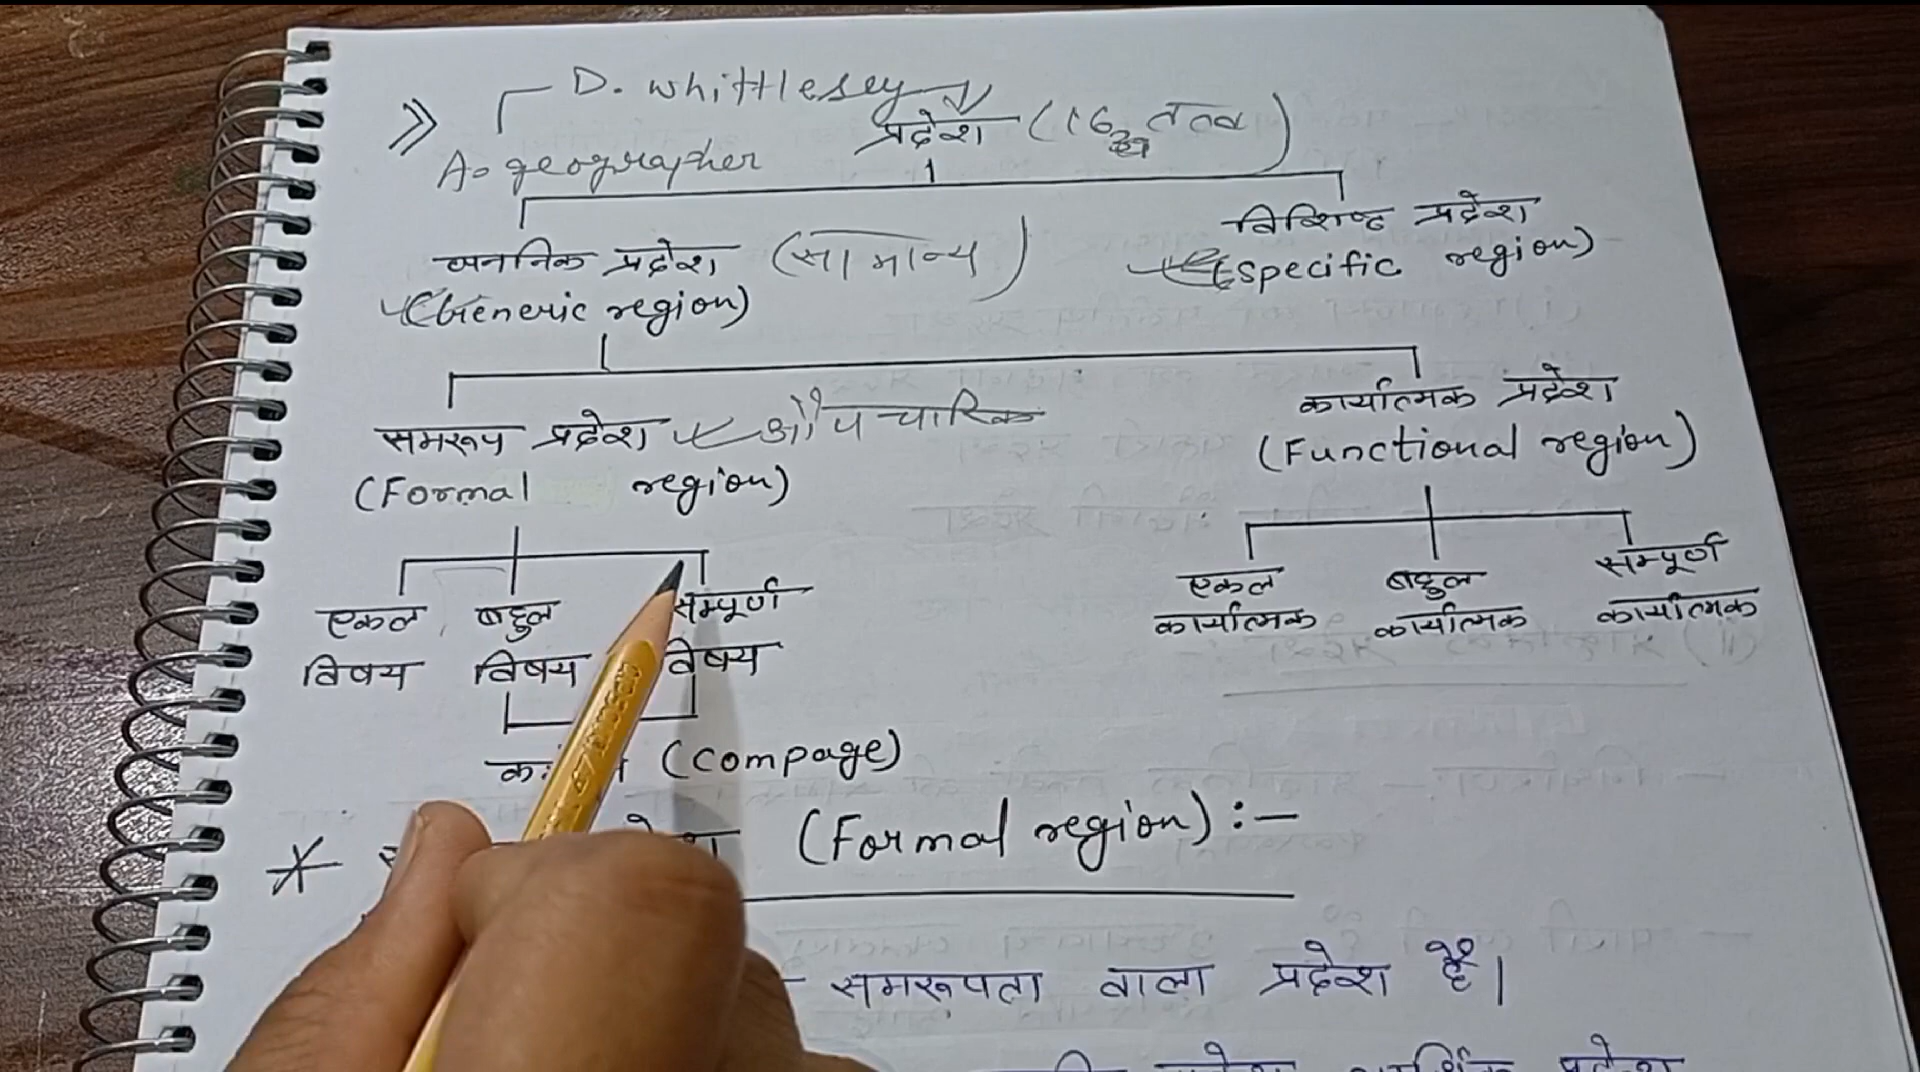 D. whittlesey
A. geographer
प्रदेश (16 तत्व)
जननिक प्रदेश (सामान्य)
(Generic region)
विशिष्ट प्रदेश
(specific region)
समरूप प्रदेश औपचारिक
(Formal region)
कार्यात्मक प्रदेश
(Functional region)
एकल विषय
बहुल विषय
सम्पूर्ण विषय
एकल कार्यात्मक
बहुल कार्यात्मक
सम्पूर्ण कार्यात्मक
(compage)
(Formal region) :-
समरूपता वाला प्रदेश है।